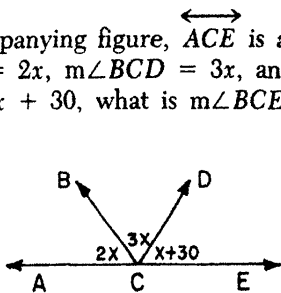 panying figure, ACE is a
= 2x, m∠BCD = 3x, an
x + 30, what is m∠BCE
B D
3x
2x x+30
A C E